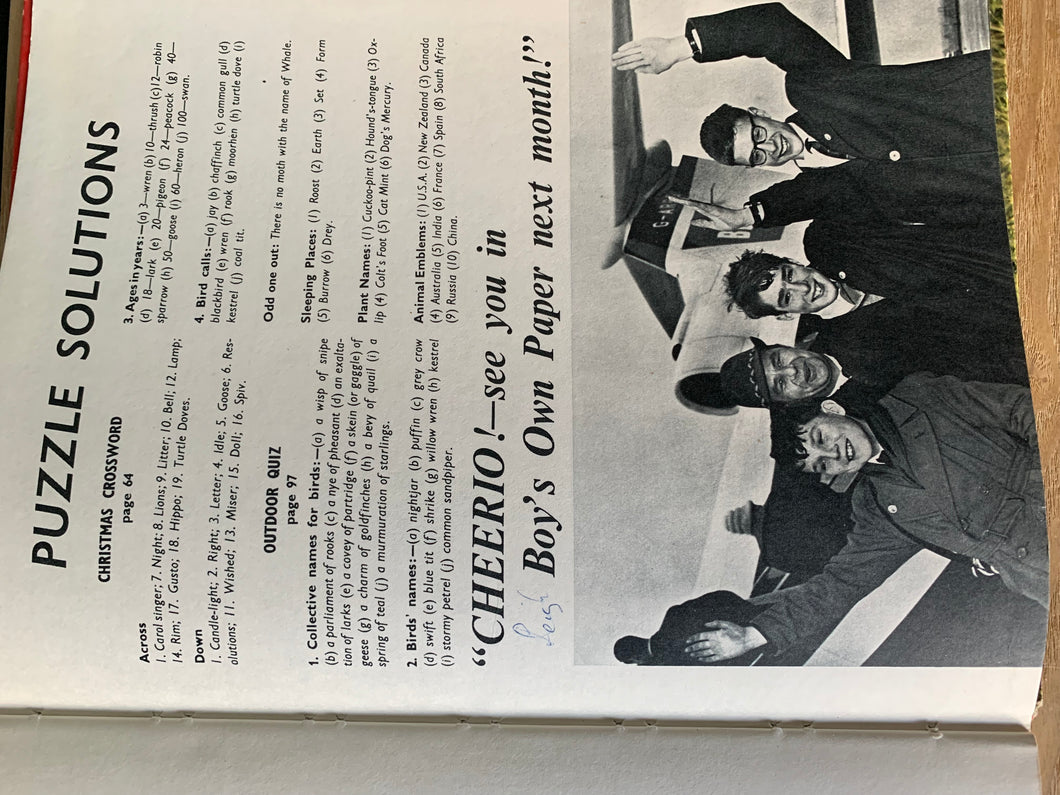 PUZZLE SOLUTIONS
CHRISTMAS CROSSWORD
page 64
Across
1. Carol singer; 7. Night; 8. Lions; 9. Litter; 10. Bell; 12. Lamp;
14. Rim; 17. Gusto; 18. Hippo; 19. Turtle Doves.
Down
1. Candle-light; 2. Right; 3. Letter; 4. Idle; 5. Goose; 6. Res-
olutions; 11. Wished; 13. Miser; 15. Doll; 16. Spiv.
OUTDOOR QUIZ
page 97
1. Collective names for birds:—(a) a wisp of snipe
(b) a parliament of rooks (c) a nye of pheasant (d) an exalta-
tion of larks (e) a covey of partridge (f) a skein (or gaggle) of
geese (g) a charm of goldfinches (h) a bevy of quail (i) a
spring of teal (j) a murmuration of starlings.
2. Birds' names:—(a) nightjar (b) puffin (c) grey crow
(d) swift (e) blue tit (f) shrike (g) willow wren (h) kestrel
(i) stormy petrel (j) common sandpiper.
3. Ages in years:—(a) 3—wren (b) 10—thrush (c) 12—robin
(d) 18—lark (e) 20—pigeon (f) 24—peacock (g) 40—
sparrow (h) 50—goose (i) 60—heron (j) 100—swan.
4. Bird calls:—(a) jay (b) chaffinch (c) common gull (d)
blackbird (e) wren (f) rook (g) moorhen (h) turtle dove (i)
kestrel (j) coal tit.
Odd one out: There is no moth with the name of Whale.
Sleeping Places: (1) Roost (2) Earth (3) Set (4) Form
(5) Burrow (6) Drey.
Plant Names: (1) Cuckoo-pint (2) Hound's-tongue (3) Ox-
lip (4) Colt's Foot (5) Cat Mint (6) Dog's Mercury.
Animal Emblems: (1) U.S.A. (2) New Zealand (3) Canada
(4) Australia (5) India (6) France (7) Spain (8) South Africa
(9) Russia (10) China.
"CHEERIO!—see you in
Boy's Own Paper next month!"
Leigh